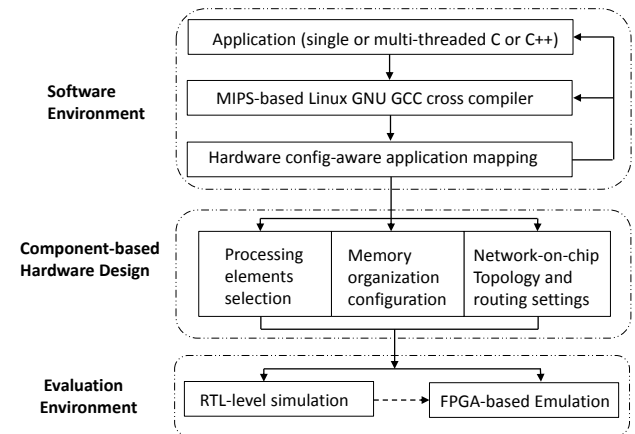 Software
Environment
Application (single or multi-threaded C or C++)
MIPS-based Linux GNU GCC cross compiler
Hardware config-aware application mapping
Component-based
Hardware Design
Processing
elements
selection
Memory
organization
configuration
Network-on-chip
Topology and
routing settings
Evaluation
Environment
RTL-level simulation
FPGA-based Emulation